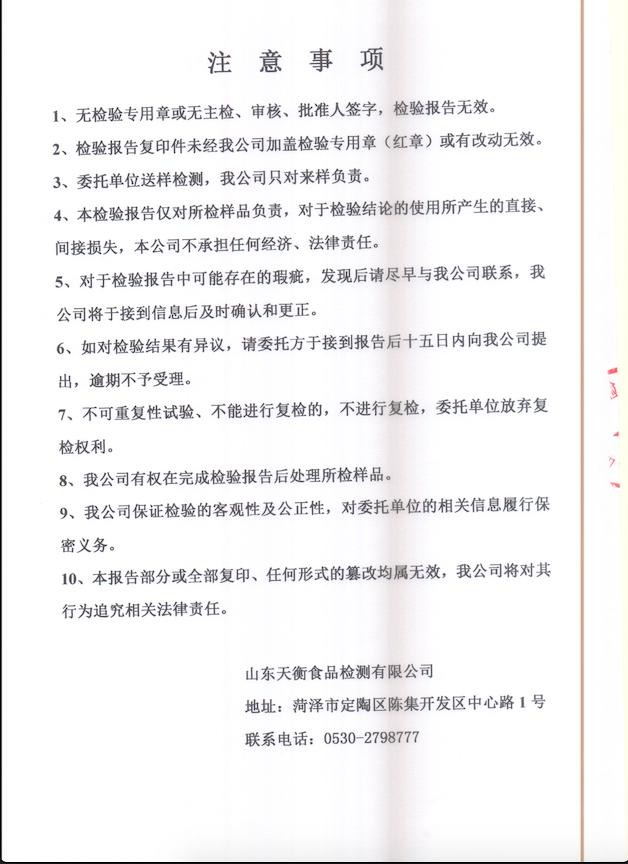 注 意 事 项
1、无检验专用章或无主检、审核、批准人签字，检验报告无效。
2、检验报告复印件未经我公司加盖检验专用章（红章）或有改动无效。
3、委托单位送样检测，我公司只对来样负责。
4、本检验报告仅对所检样品负责，对于检验结论的使用所产生的直接、
间接损失，本公司不承担任何经济、法律责任。
5、对于检验报告中可能存在的瑕疵，发现后请尽早与我公司联系，我
公司将于接到信息后及时确认和更正。
6、如对检验结果有异议，请委托方于接到报告后十五日内向我公司提
出，逾期不予受理。
7、不可重复性试验、不能进行复检的，不进行复检，委托单位放弃复
检权利。
8、我公司有权在完成检验报告后处理所检样品。
9、我公司保证检验的客观性及公正性，对委托单位的相关信息履行保
密义务。
10、本报告部分或全部复印、任何形式的篡改均属无效，我公司将对其
行为追究相关法律责任。
山东天衡食品检测有限公司
地址：菏泽市定陶区陈集开发区中心路 1 号
联系电话：0530-2798777